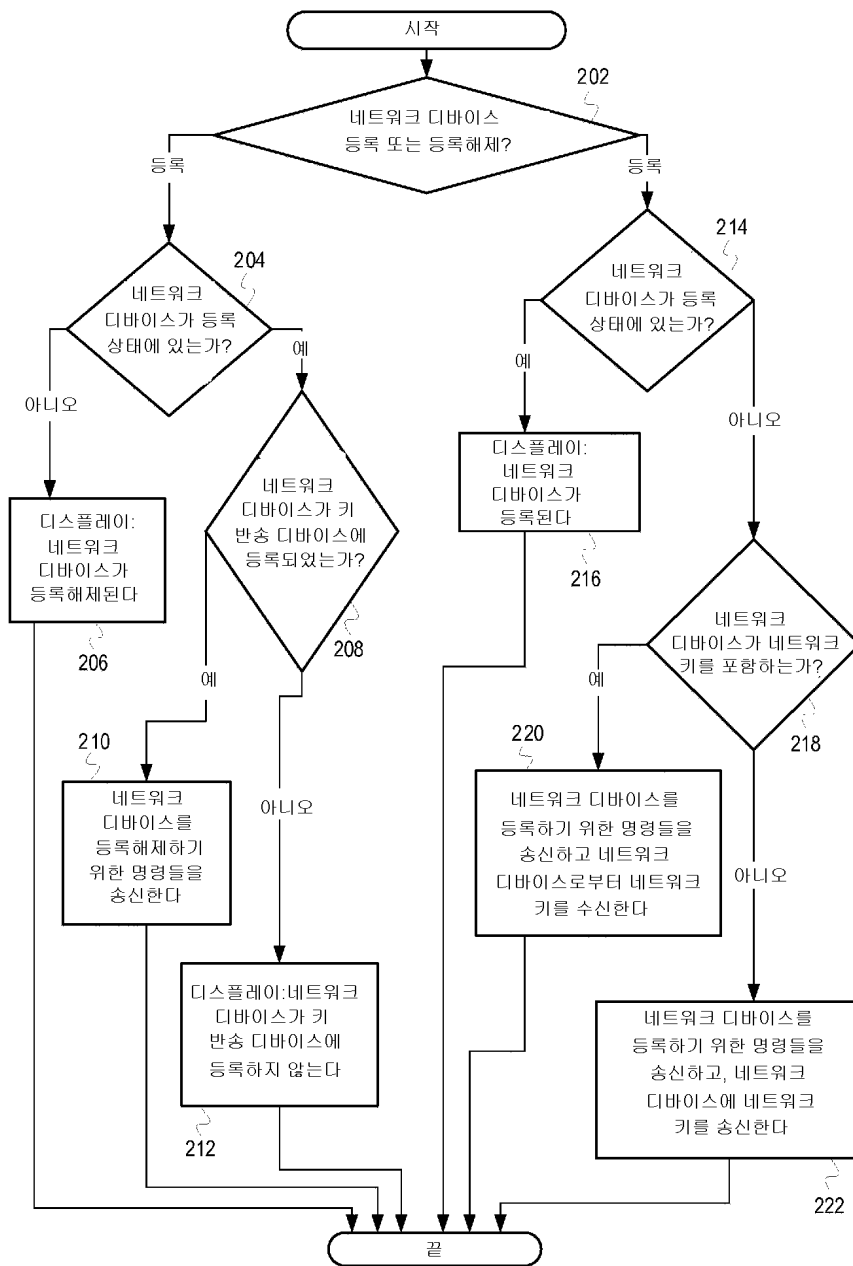 시작
202
네트워크 디바이스
등록 또는 등록해제?
등록
등록
204
네트워크
디바이스가 등록
상태에 있는가?
214
네트워크
디바이스가 등록
상태에 있는가?
예
아니오
예
아니오
디스플레이:
네트워크
디바이스가
등록해제된다
206
네트워크
디바이스가 키
반송 디바이스에
등록되었는가?
208
디스플레이:
네트워크
디바이스가
등록된다
216
네트워크
디바이스가 네트워크
키를 포함하는가?
218
예
아니오
예
아니오
210
네트워크
디바이스를
등록해제하기
위한 명령들을
송신한다
220
네트워크 디바이스를
등록하기 위한 명령들을
송신하고 네트워크
디바이스로부터 네트워크
키를 수신한다
디스플레이:네트워크
디바이스가 키
반송 디바이스에
등록하지 않는다
212
네트워크 디바이스를
등록하기 위한 명령들을
송신하고, 네트워크
디바이스에 네트워크
키를 송신한다
222
끝